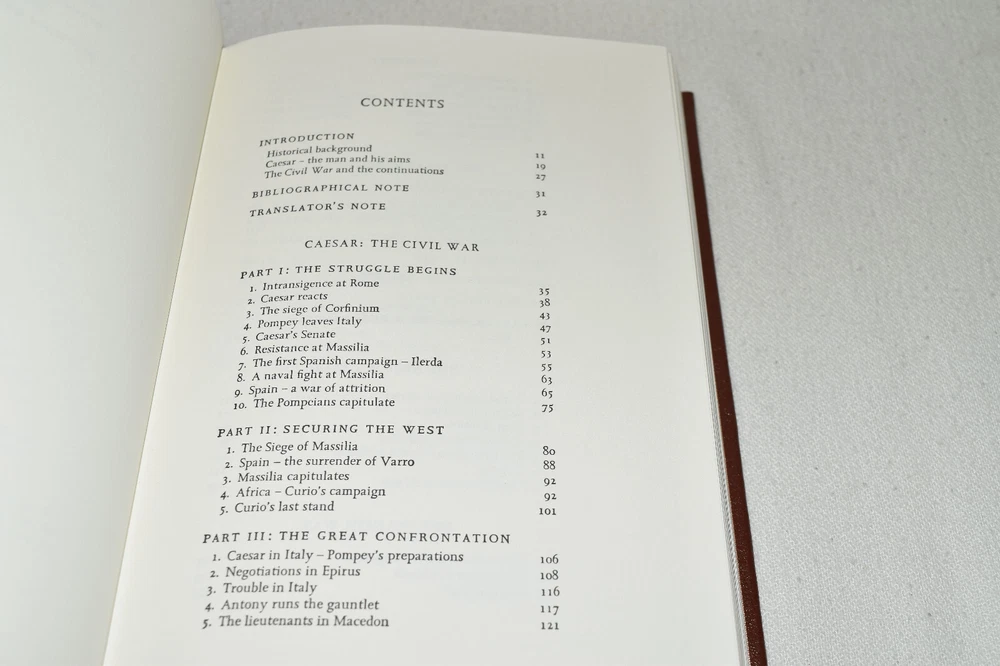 CONTENTS
INTRODUCTION
Historical background 11
Caesar – the man and his aims 19
The Civil War and the continuations 27
BIBLIOGRAPHICAL NOTE 31
TRANSLATOR'S NOTE 32
CAESAR: THE CIVIL WAR
PART I: THE STRUGGLE BEGINS
1. Intransigence at Rome 35
2. Caesar reacts 38
3. The siege of Corfinium 43
4. Pompey leaves Italy 47
5. Caesar's Senate 51
6. Resistance at Massilia 53
7. The first Spanish campaign – Ilerda 55
8. A naval fight at Massilia 63
9. Spain – a war of attrition 65
10. The Pompeians capitulate 75
PART II: SECURING THE WEST
1. The Siege of Massilia 80
2. Spain – the surrender of Varro 88
3. Massilia capitulates 92
4. Africa – Curio's campaign 92
5. Curio's last stand 101
PART III: THE GREAT CONFRONTATION
1. Caesar in Italy – Pompey's preparations 106
2. Negotiations in Epirus 108
3. Trouble in Italy 116
4. Antony runs the gauntlet 117
5. The lieutenants in Macedon 121